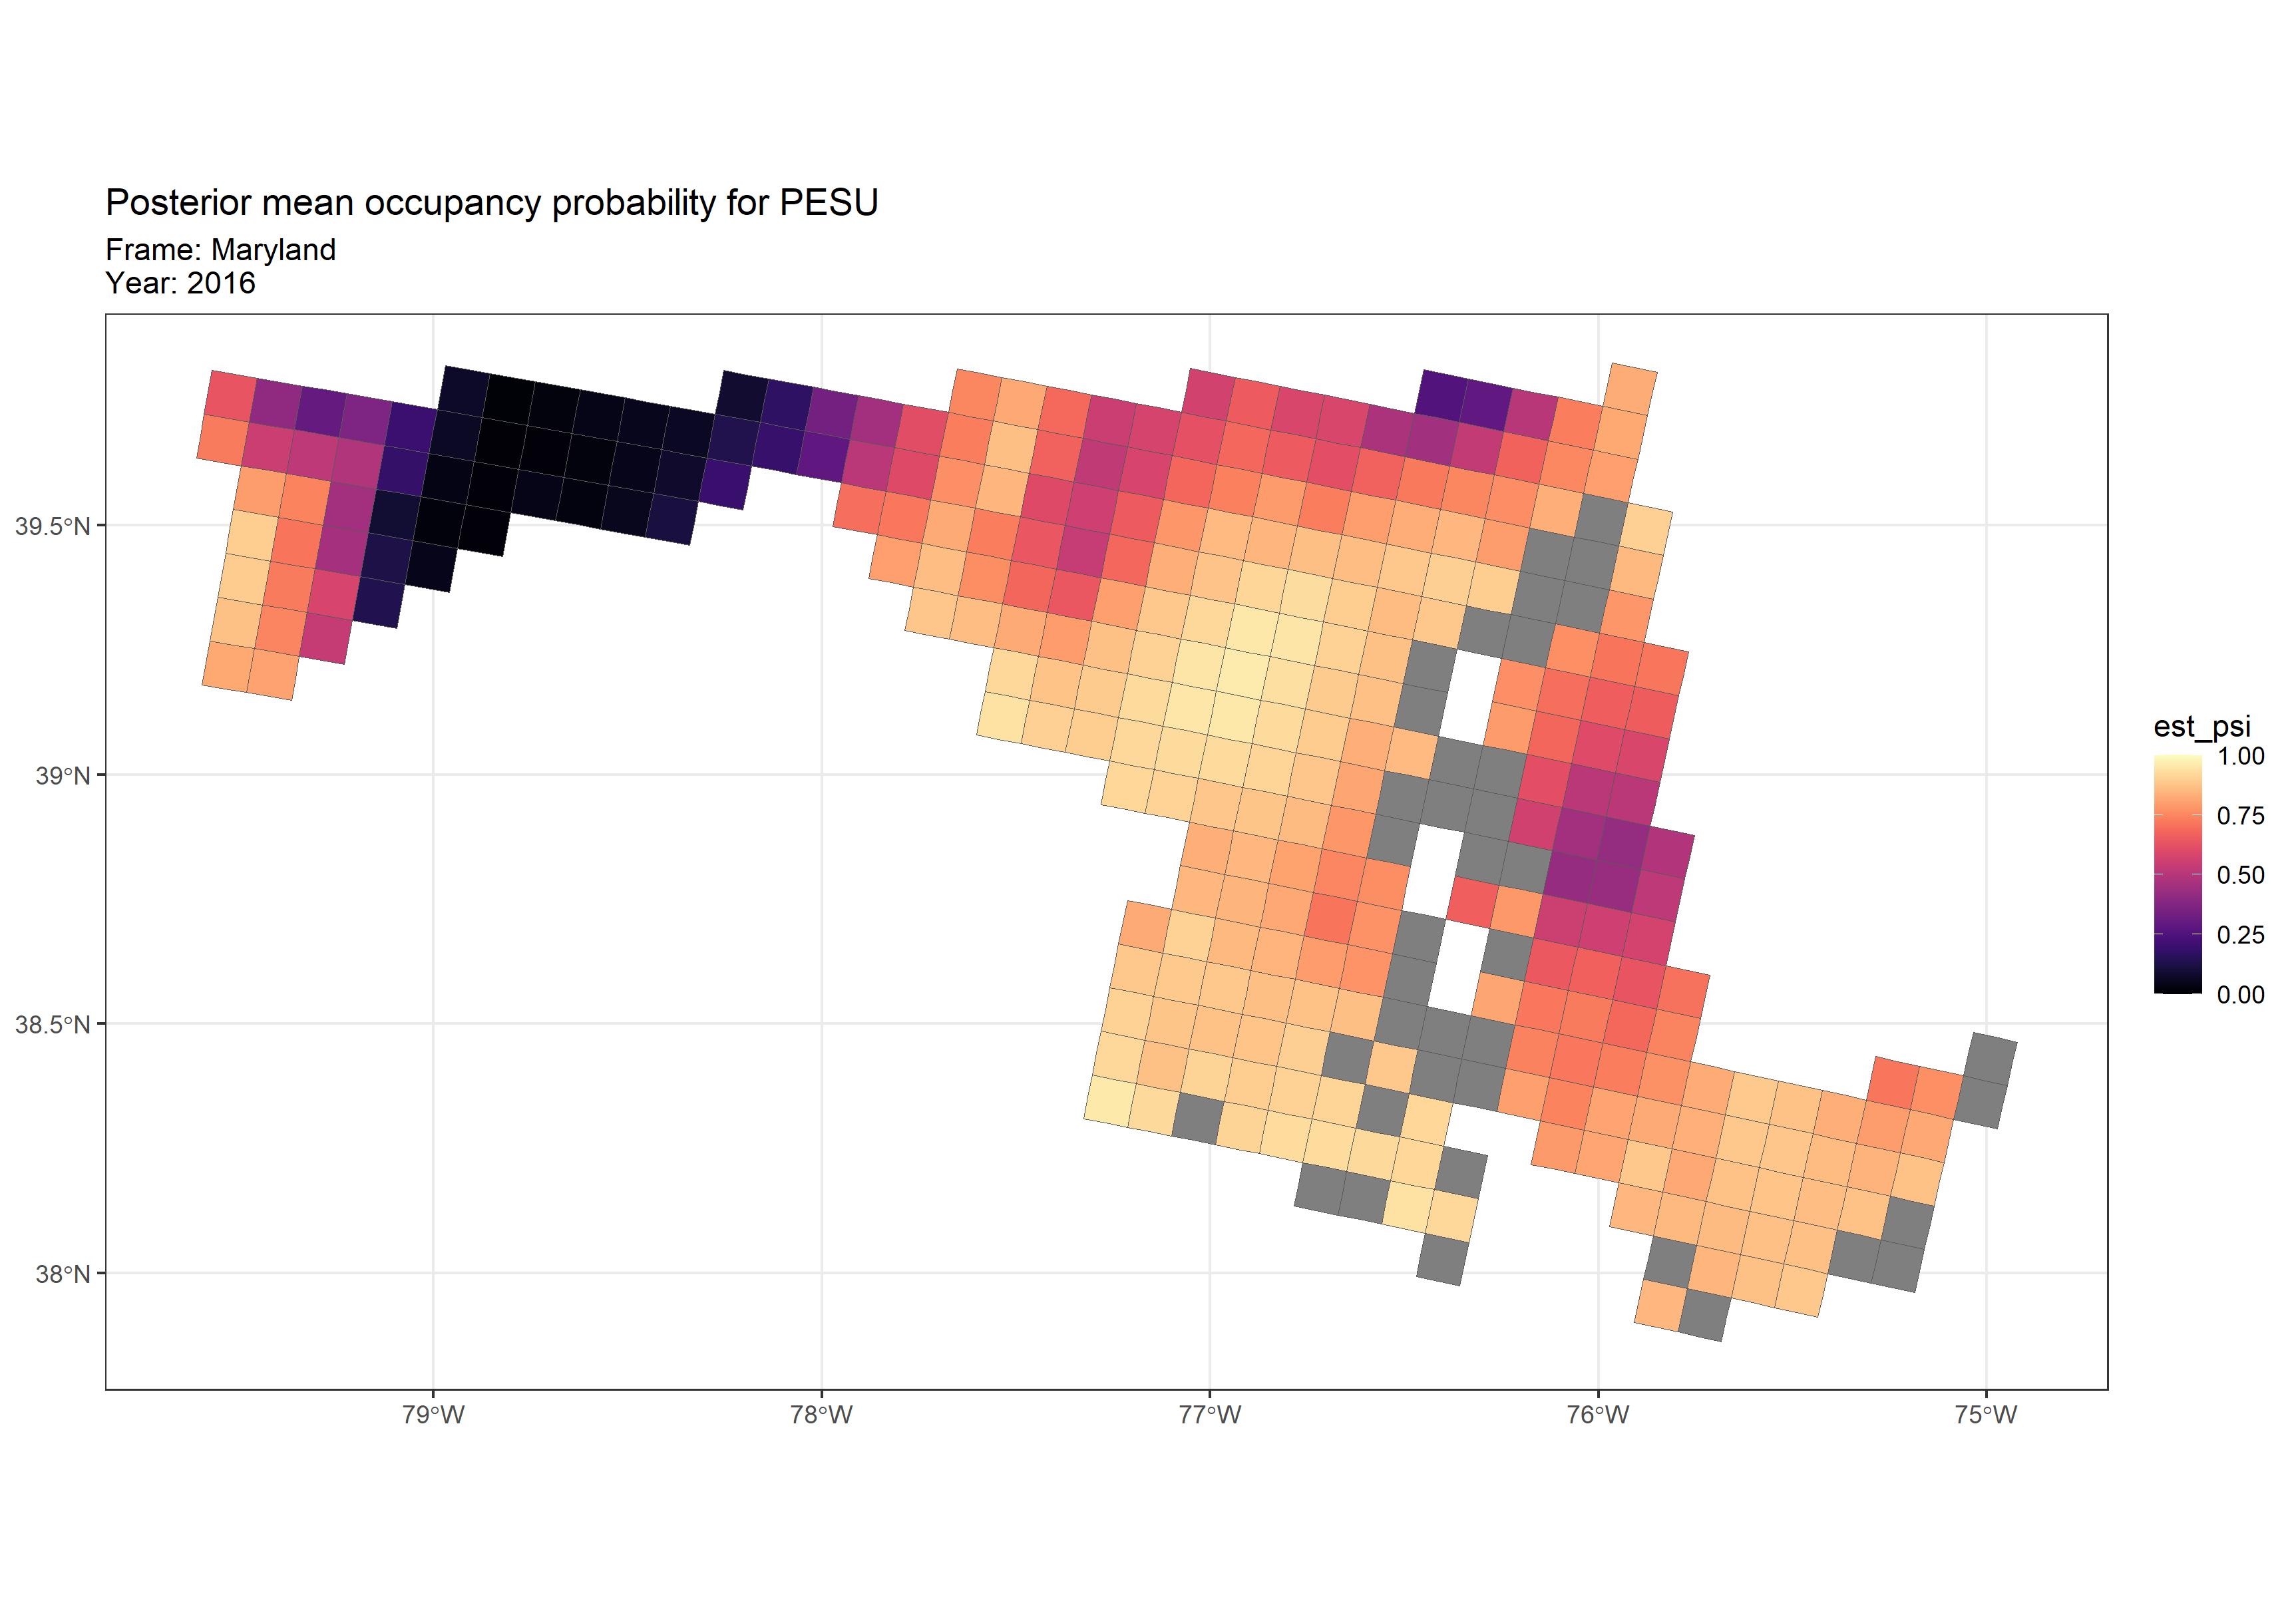 Posterior mean occupancy probability for PESU
Frame: Maryland
Year: 2016
39.5°N
39°N
38.5°N
38°N
79°W
78°W
77°W
76°W
75°W
est_psi
1.00
0.75
0.50
0.25
0.00